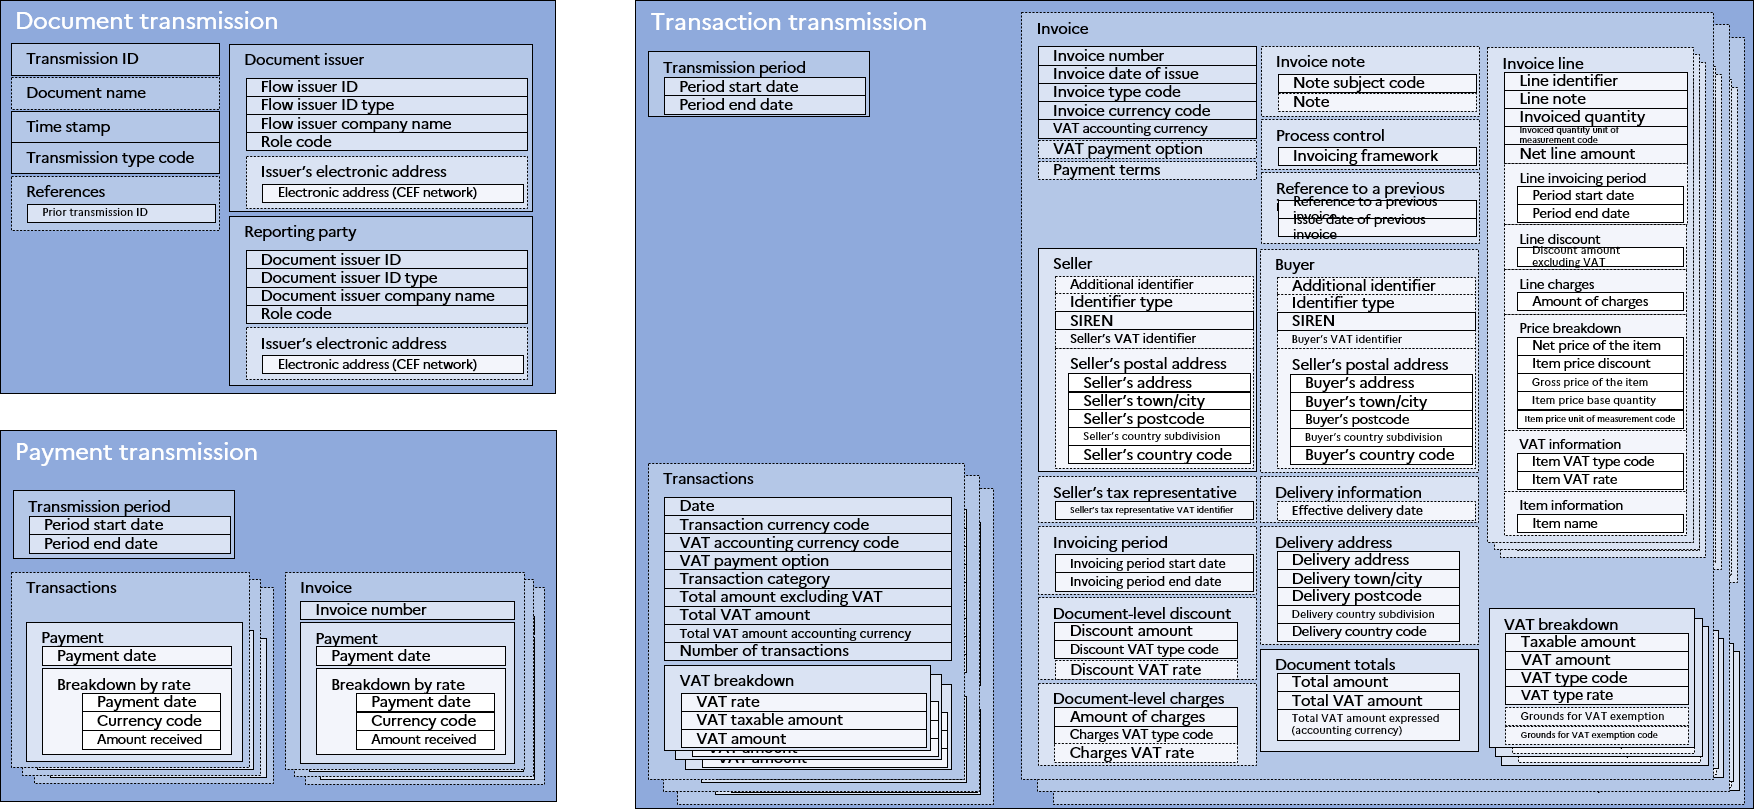 Document transmission
Transmission ID
Document name
Time stamp
Transmission type code
References
Prior transmission ID
Document issuer
Flow issuer ID
Flow issuer ID type
Flow issuer company name
Role code
Issuer's electronic address
Electronic address (CEF network)
Reporting party
Document issuer ID
Document issuer ID type
Document issuer company name
Role code
Issuer's electronic address
Electronic address (CEF network)
Payment transmission
Transmission period
Period start date
Period end date
Transactions
Payment
Payment date
Breakdown by rate
Payment date
Currency code
Amount received
Invoice
Invoice number
Payment
Payment date
Breakdown by rate
Payment date
Currency code
Amount received
Transaction transmission
Transmission period
Period start date
Period end date
Transactions
Date
Transaction currency code
VAT accounting currency code
VAT payment option
Transaction category
Total amount excluding VAT
Total VAT amount
Total VAT amount accounting currency
Number of transactions
VAT breakdown
VAT rate
VAT taxable amount
VAT amount
VAT amount
VAT amount
Invoice
Invoice number
Invoice date of issue
Invoice type code
Invoice currency code
VAT accounting currency
VAT payment option
Payment terms
Invoice note
Note subject code
Note
Process control
Invoicing framework
Reference to a previous
Reference to a previous
invoice
Issue date of previous
invoice
Seller
Additional identifier
Identifier type
SIREN
Seller's VAT identifier
Seller's postal address
Seller's address
Seller's town/city
Seller's postcode
Seller's country subdivision
Seller's country code
Buyer
Additional identifier
Identifier type
SIREN
Buyer's VAT identifier
Seller's postal address
Buyer's address
Buyer's town/city
Buyer's postcode
Buyer's country subdivision
Buyer's country code
Seller's tax representative
Seller's tax representative VAT identifier
Invoicing period
Invoicing period start date
Invoicing period end date
Document-level discount
Discount amount
Discount VAT type code
Discount VAT rate
Document-level charges
Amount of charges
Charges VAT type code
Charges VAT rate
Delivery information
Effective delivery date
Delivery address
Delivery address
Delivery town/city
Delivery postcode
Delivery country subdivision
Delivery country code
Document totals
Total amount
Total VAT amount
Total VAT amount expressed
(accounting currency)
Invoice line
Line identifier
Line note
Invoiced quantity
Invoiced quantity unit of
measurement code
Net line amount
Line invoicing period
Period start date
Period end date
Line discount
Discount amount
excluding VAT
Line charges
Amount of charges
Price breakdown
Net price of the item
Item price discount
Gross price of the item
Item price base quantity
Item price unit of measurement code
VAT information
Item VAT type code
Item VAT rate
Item information
Item name
VAT breakdown
Taxable amount
VAT amount
VAT type code
VAT type rate
Grounds for VAT exemption
Grounds for VAT exemption code